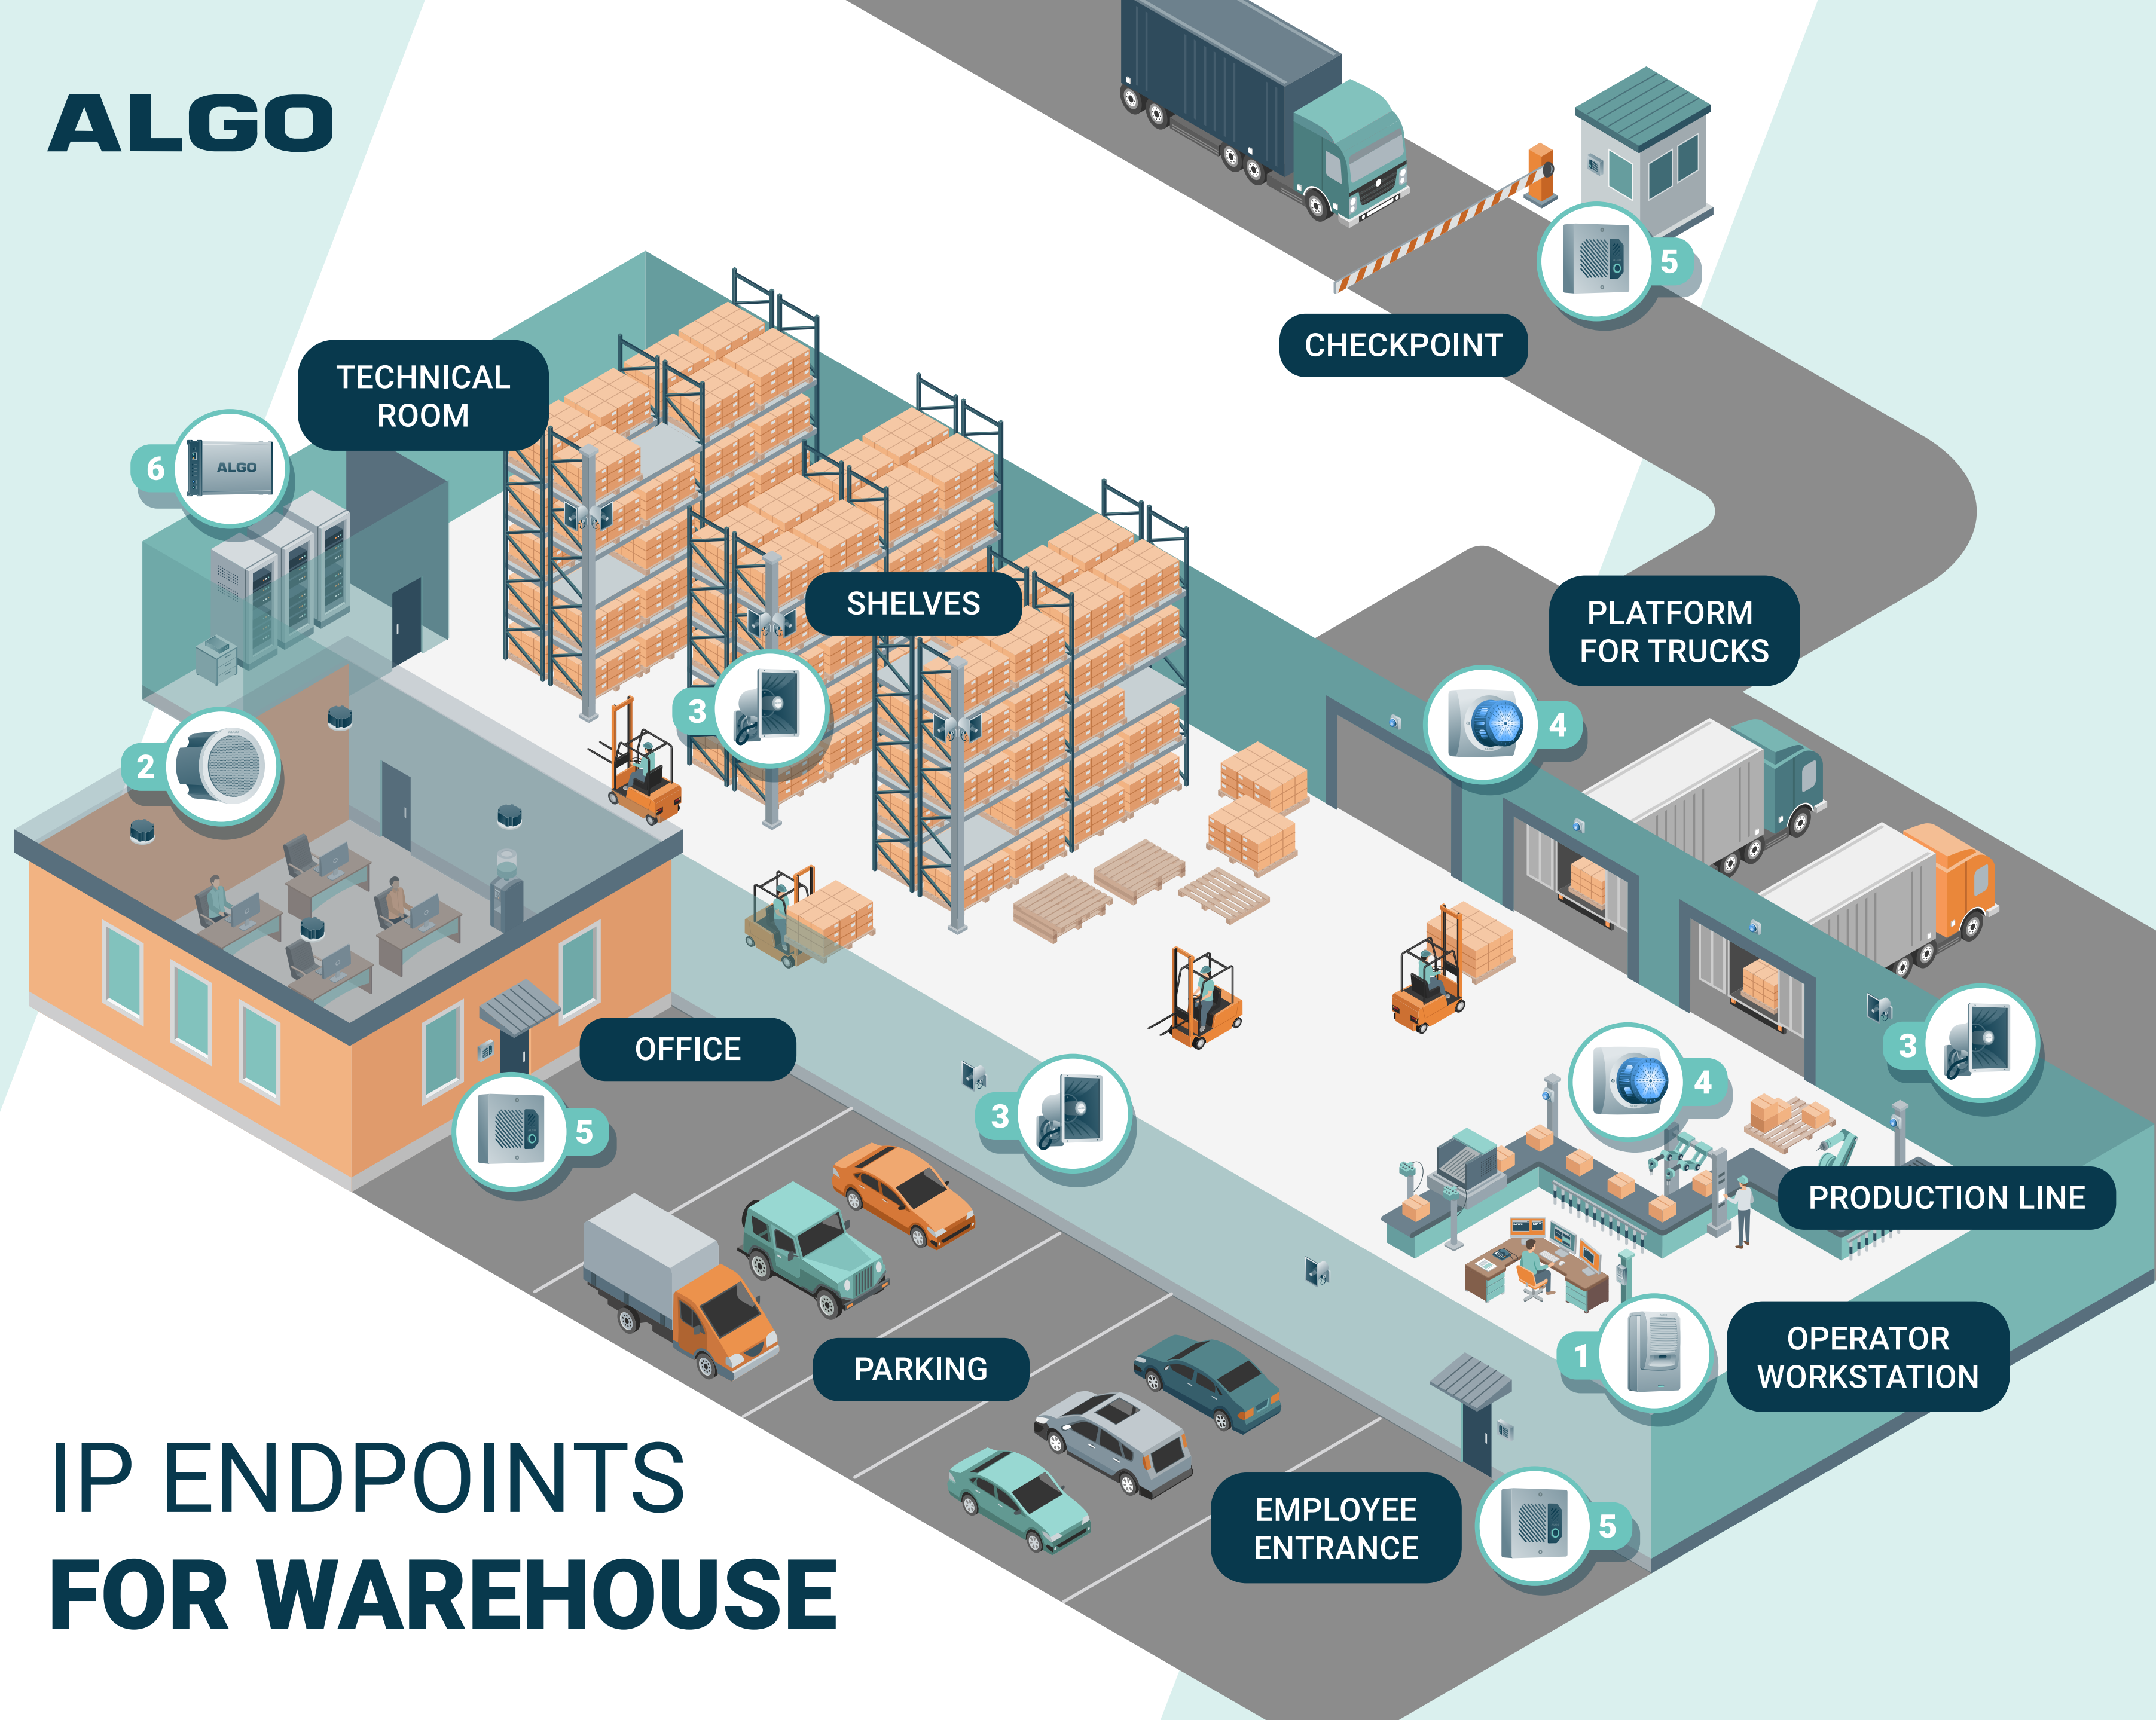 ALGO
5
CHECKPOINT
TECHNICAL
ROOM
6
ALGO
SHELVES
PLATFORM
FOR TRUCKS
3
4
2
OFFICE
3
4
3
5
PRODUCTION LINE
OPERATOR
WORKSTATION
1
PARKING
IP ENDPOINTS
FOR WAREHOUSE
EMPLOYEE
ENTRANCE
5